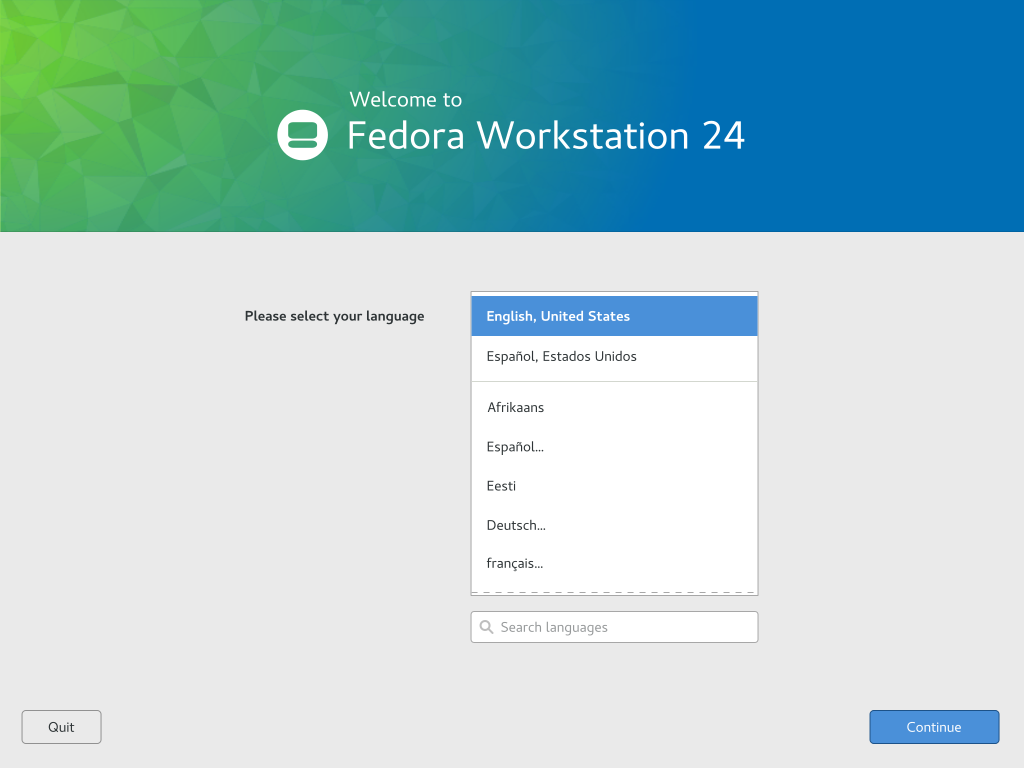 Welcome to
Fedora Workstation 24
Please select your language
English, United States
Español, Estados Unidos
Afrikaans
Español...
Eesti
Deutsch...
français...
Search languages
Quit
Continue